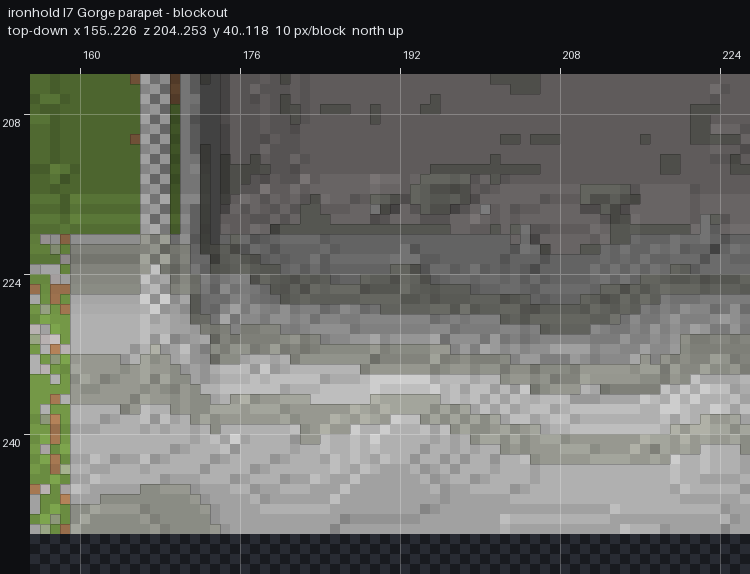 ironhold I7 Gorge parapet - blockout
top-down  x 155..226  z 204..253  y 40..118  10 px/block  north up
160 176 192 208 224
208
224
240